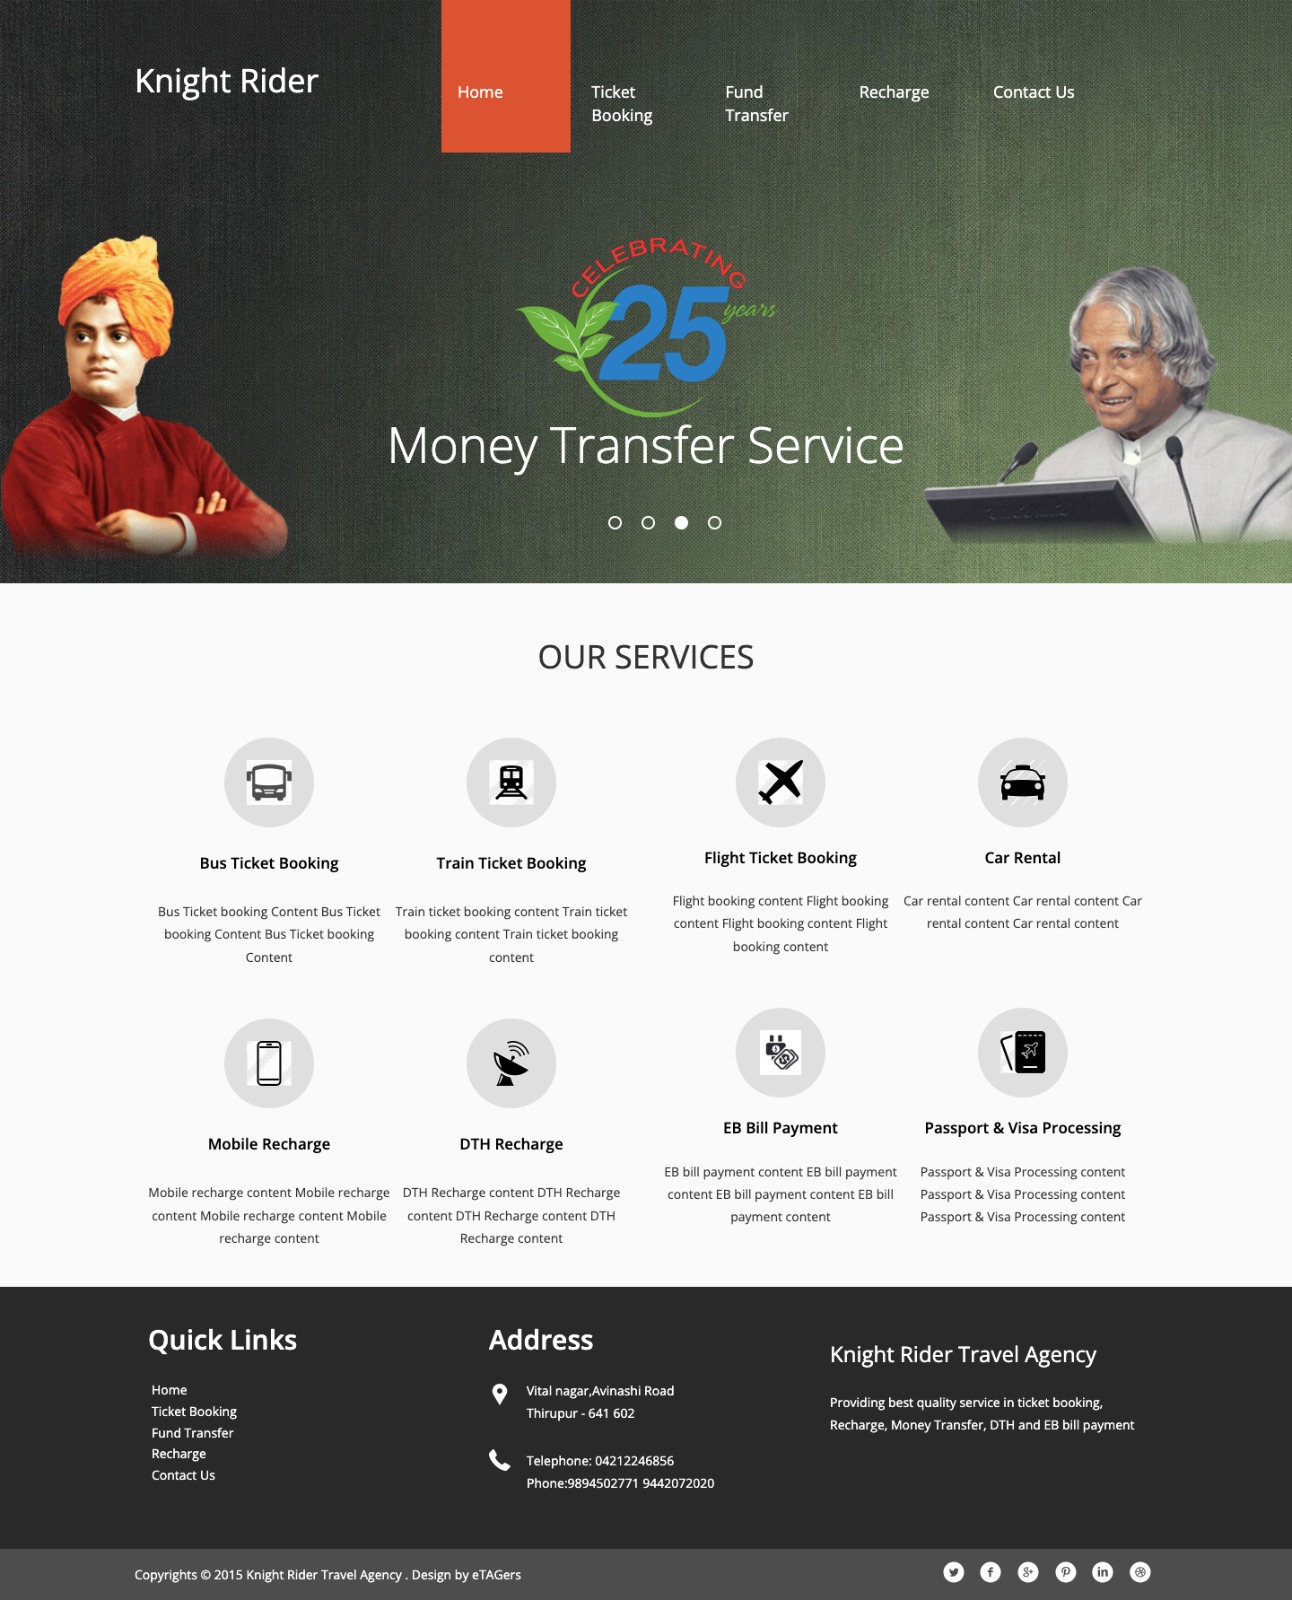 Knight Rider
Home
Ticket
Booking
Fund
Transfer
Recharge
Contact Us
CELEBRATING
25
years
Money Transfer Service
OUR SERVICES
Bus Ticket Booking
Bus Ticket booking Content Bus Ticket
booking Content Bus Ticket booking
Content
Train Ticket Booking
Train ticket booking content Train ticket
booking content Train ticket booking
content
Flight Ticket Booking
Flight booking content Flight booking
content Flight booking content Flight
booking content
Car Rental
Car rental content Car rental content Car
rental content Car rental content
Mobile Recharge
Mobile recharge content Mobile recharge
content Mobile recharge content Mobile
recharge content
DTH Recharge
DTH Recharge content DTH Recharge
content DTH Recharge content DTH
Recharge content
EB Bill Payment
EB bill payment content EB bill payment
content EB bill payment content EB bill
payment content
Passport & Visa Processing
Passport & Visa Processing content
Passport & Visa Processing content
Passport & Visa Processing content
Quick Links
Home
Ticket Booking
Fund Transfer
Recharge
Contact Us
Address
Vital nagar,Avinashi Road
Thirupur - 641 602
Telephone: 04212246856
Phone:9894502771 9442072020
Knight Rider Travel Agency
Providing best quality service in ticket booking,
Recharge, Money Transfer, DTH and EB bill payment
Copyrights © 2015 Knight Rider Travel Agency . Design by eTAGers